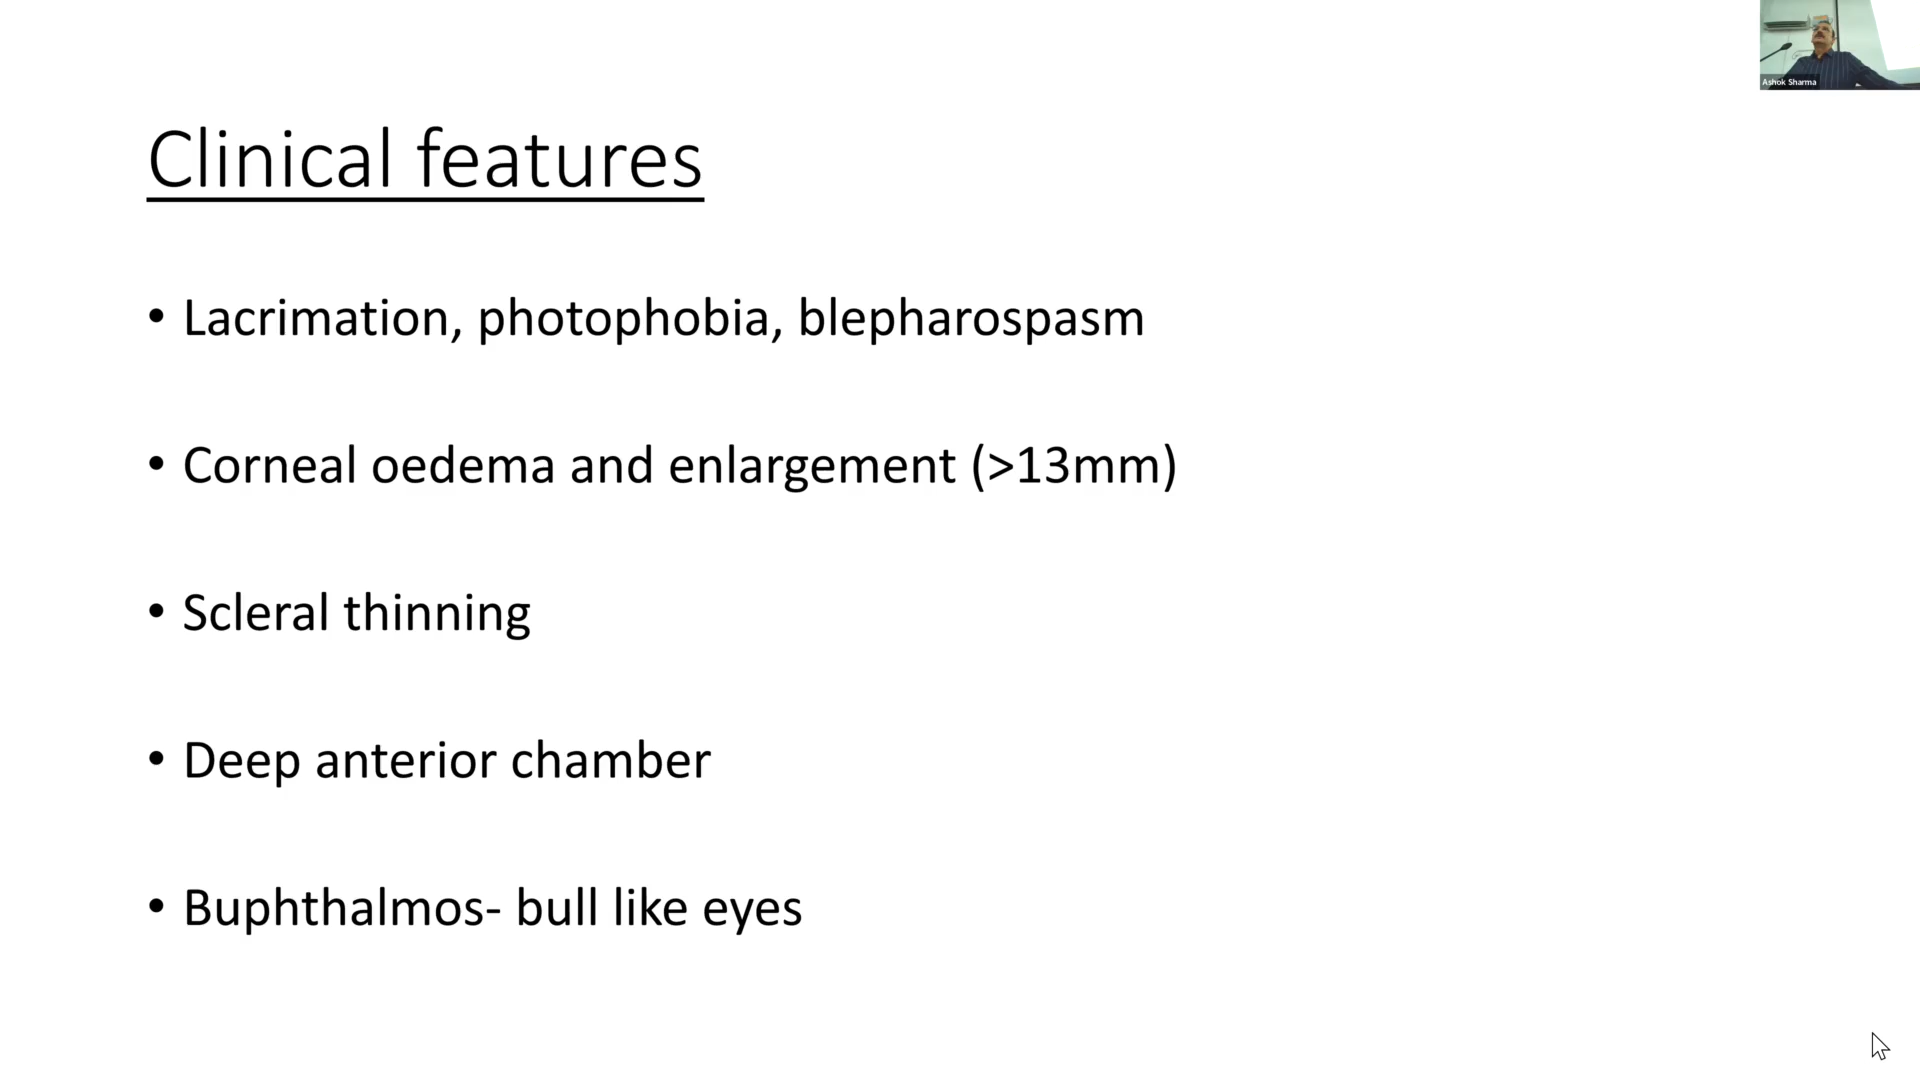 Ashok Sharma
Clinical features
• Lacrimation, photophobia, blepharospasm
• Corneal oedema and enlargement (>13mm)
• Scleral thinning
• Deep anterior chamber
• Buphthalmos- bull like eyes